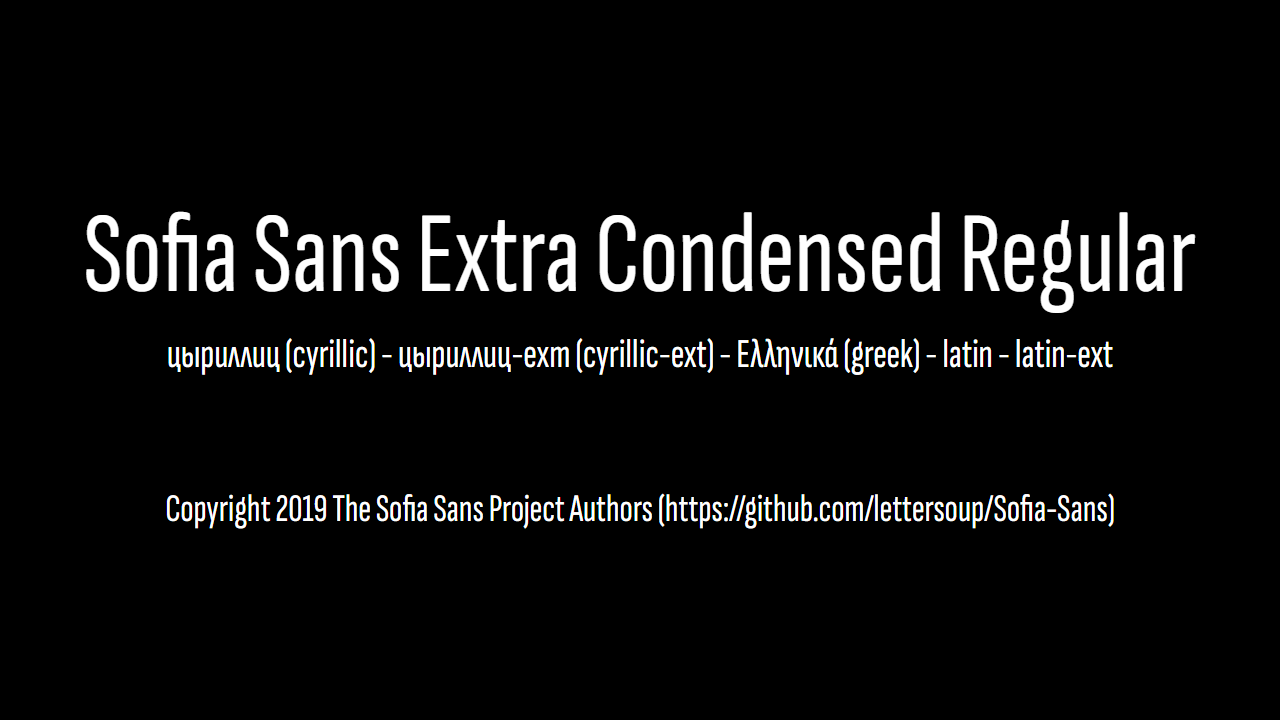 Sofia Sans Extra Condensed Regular
цыриллиц (cyrillic) - цыриллиц-ехт (cyrillic-ext) - Ελληνικά (greek) - latin - latin-ext
Copyright 2019 The Sofia Sans Project Authors (https://github.com/lettersoup/Sofia-Sans)